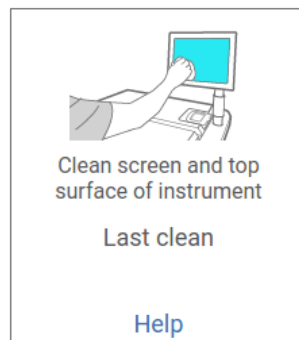 Clean screen and top
surface of instrument
Last clean
Help